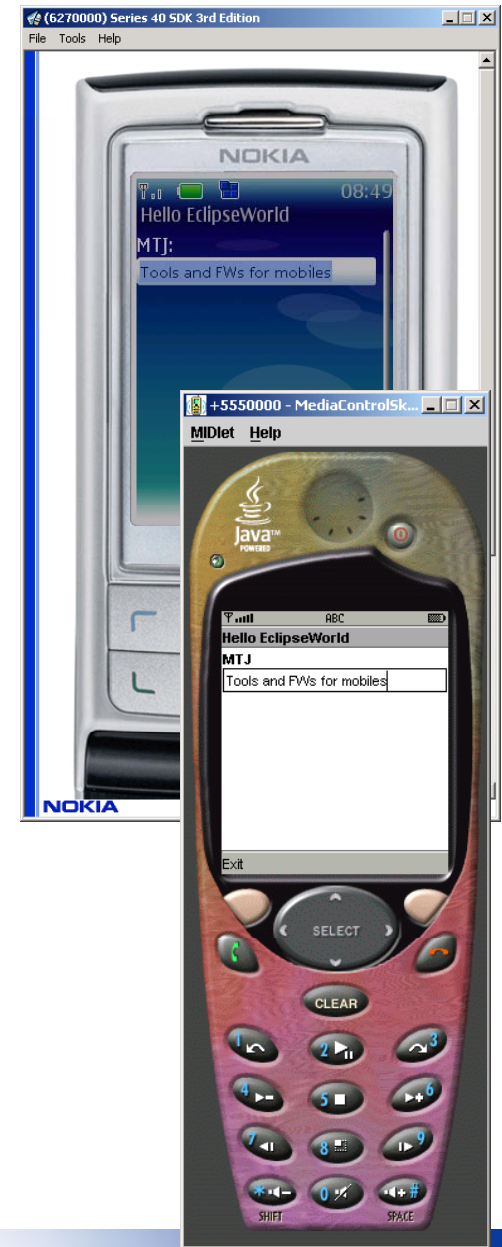 (6270000) Series 40 SDK 3rd Edition
File Tools Help
NOKIA
08:49
Hello EclipseWorld
MTJ:
Tools and FWs for mobiles
NOKIA
+5550000 - MediaControlSk...
MIDlet Help
Java™
POWERED
ABC
Hello EclipseWorld
MTJ
Tools and FWs for mobiles
Exit
SELECT
CLEAR
1 2 3
4 5 6
7 8 9
* 0 #
SHIFT SPACE